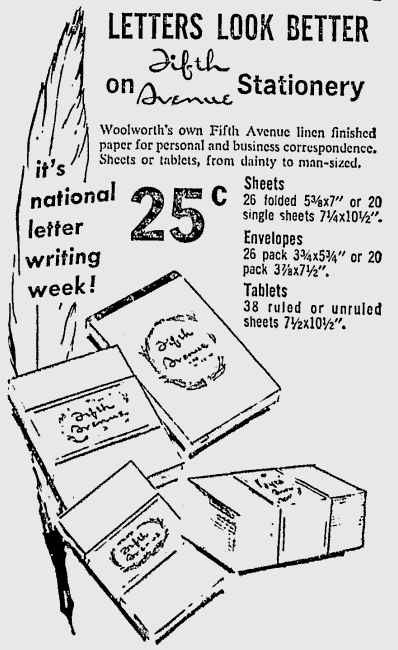 LETTERS LOOK BETTER
on Fifth Avenue Stationery
Woolworth's own Fifth Avenue linen finished
paper for personal and business correspondence.
Sheets or tablets, from dainty to man-sized.
it's
national
letter
writing
week!
25c
Sheets
26 folded 5⅜x7" or 20
single sheets 7¼x10½".
Envelopes
26 pack 3¾x5¾" or 20
pack 3⅞x7½".
Tablets
38 ruled or unruled
sheets 7½x10½".
Fifth
Avenue
Fifth
Avenue
Fifth
Avenue